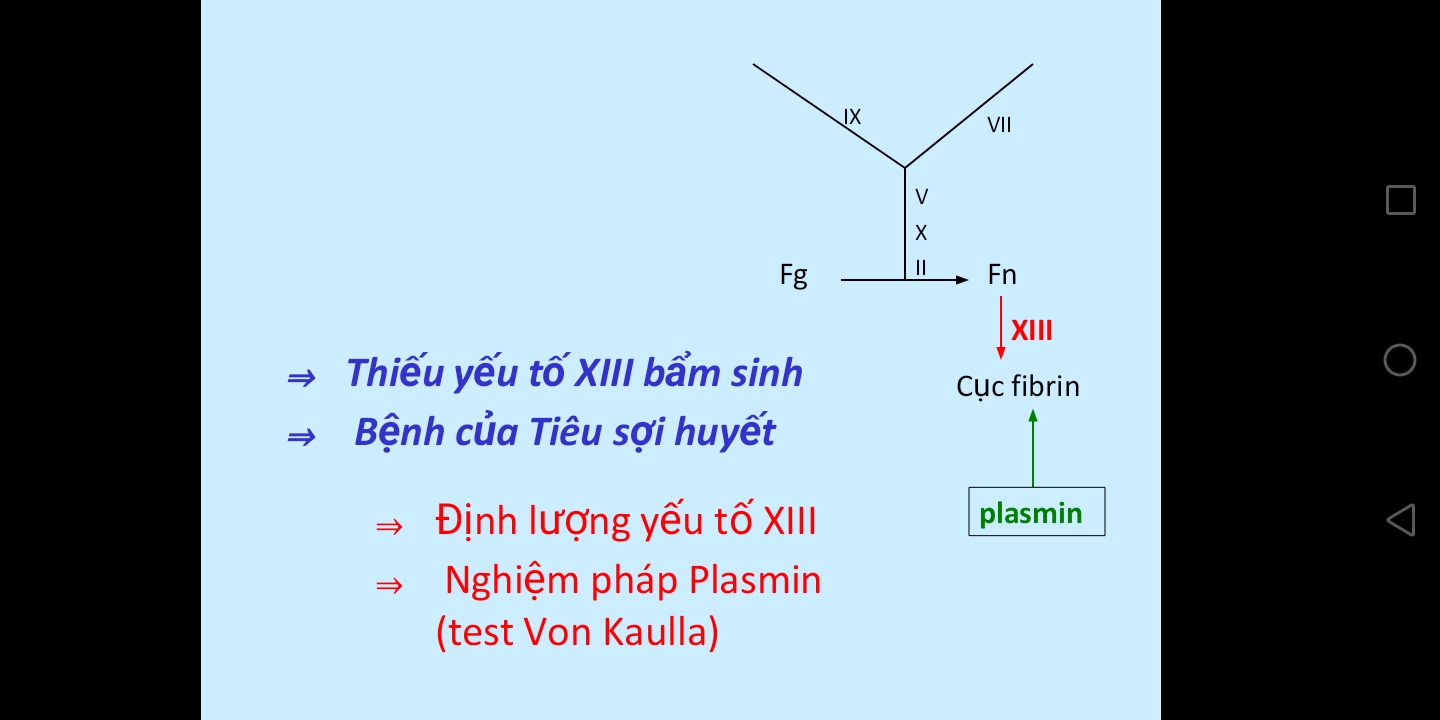 IX
VII
V
X
II
Fg
Fn
XIII
⇒ Thiếu yếu tố XIII bẩm sinh
Cục fibrin
⇒ Bệnh của Tiêu sợi huyết
plasmin
⇒ Định lượng yếu tố XIII
⇒ Nghiệm pháp Plasmin
(test Von Kaulla)